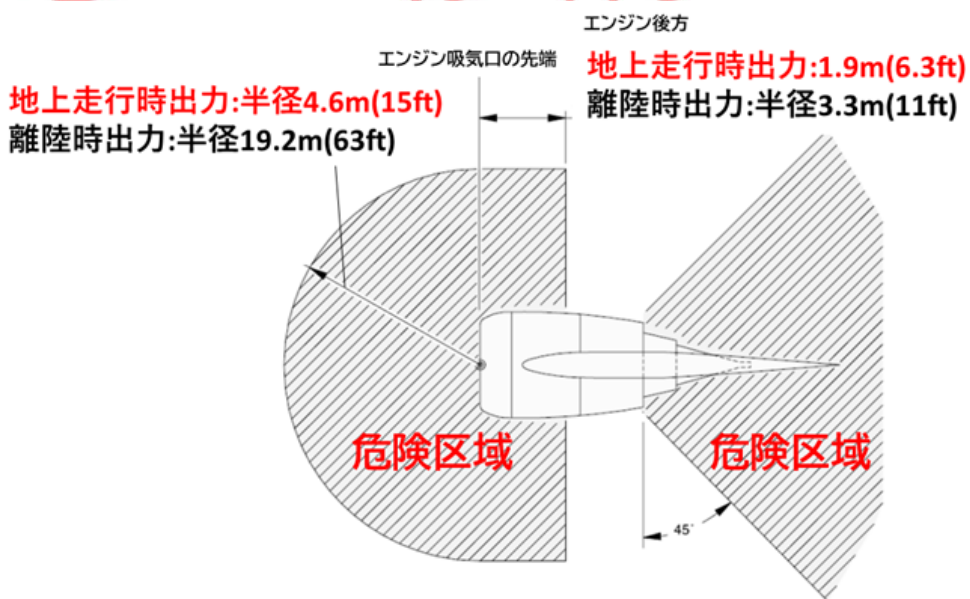 エンジン後方
エンジン吸気口の先端
地上走行時出力:1.9m(6.3ft)
離陸時出力:半径3.3m(11ft)
地上走行時出力:半径4.6m(15ft)
離陸時出力:半径19.2m(63ft)
危険区域
危険区域
45°